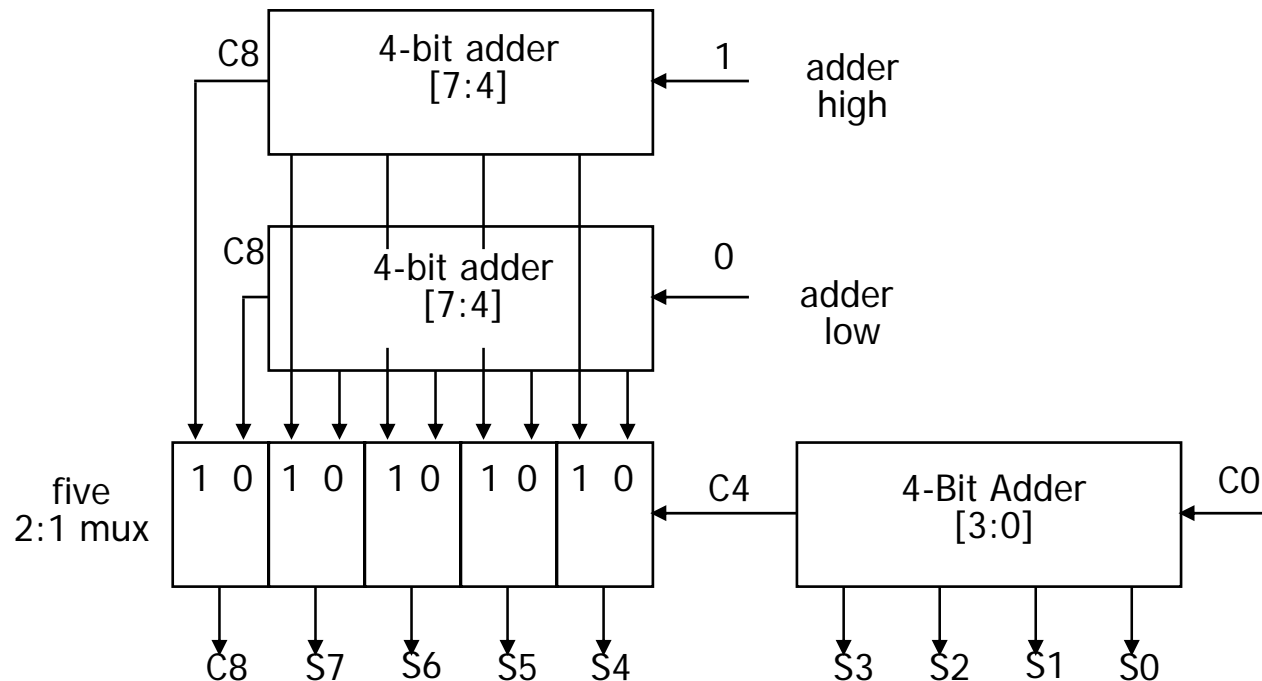 C8
4-bit adder
[7:4]
1
adder
high
C8
4-bit adder
[7:4]
0
adder
low
five
2:1 mux
1 0 1 0 1 0 1 0 1 0
C4
4-Bit Adder
[3:0]
C0
C8 S7 S6 S5 S4 S3 S2 S1 S0